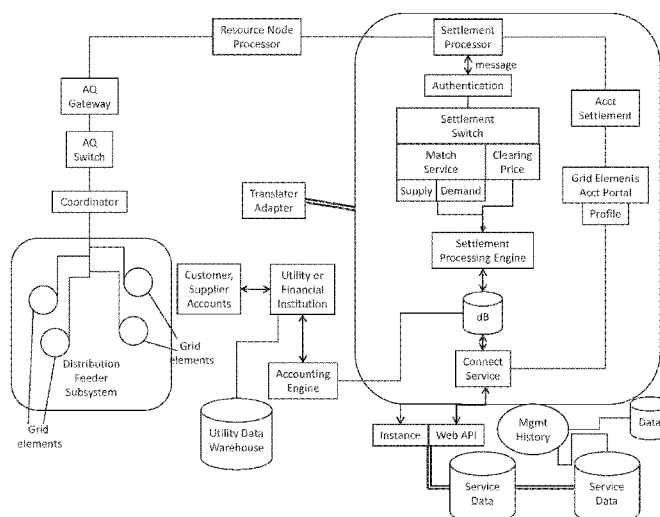 Resource Node
Processor
Settlement
Processor
message
Authentication
AQ
Gateway
Acct
Settlement
Settlement
Switch
AQ
Switch
Match
Service
Clearing
Price
Supply
Demand
Grid Elements
Acct Portal
Profile
Translator
Adapter
Coordinator
Settlement
Processing Engine
Customer,
Supplier
Accounts
Utility or
Financial
Institution
dB
Grid
elements
Distribution
Feeder
Subsystem
Accounting
Engine
Connect
Service
Grid
elements
Utility Data
Warehouse
Instance
Web API
Mgmt
History
Data
Service
Data
Service
Data